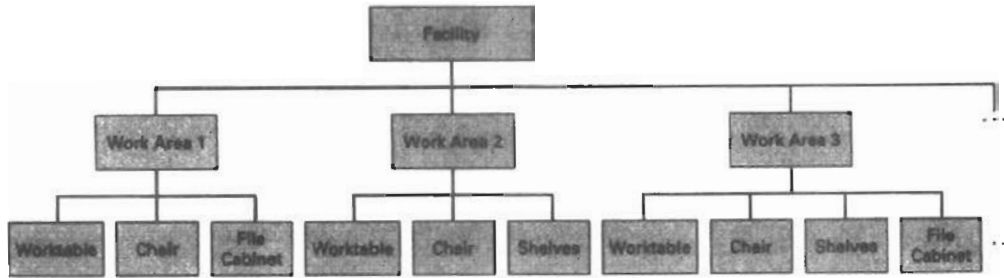 Facility
Work Area 1
Work Area 2
Work Area 3
Worktable
Chair
File
Cabinet
Worktable
Chair
Shelves
Worktable
Chair
Shelves
File
Cabinet